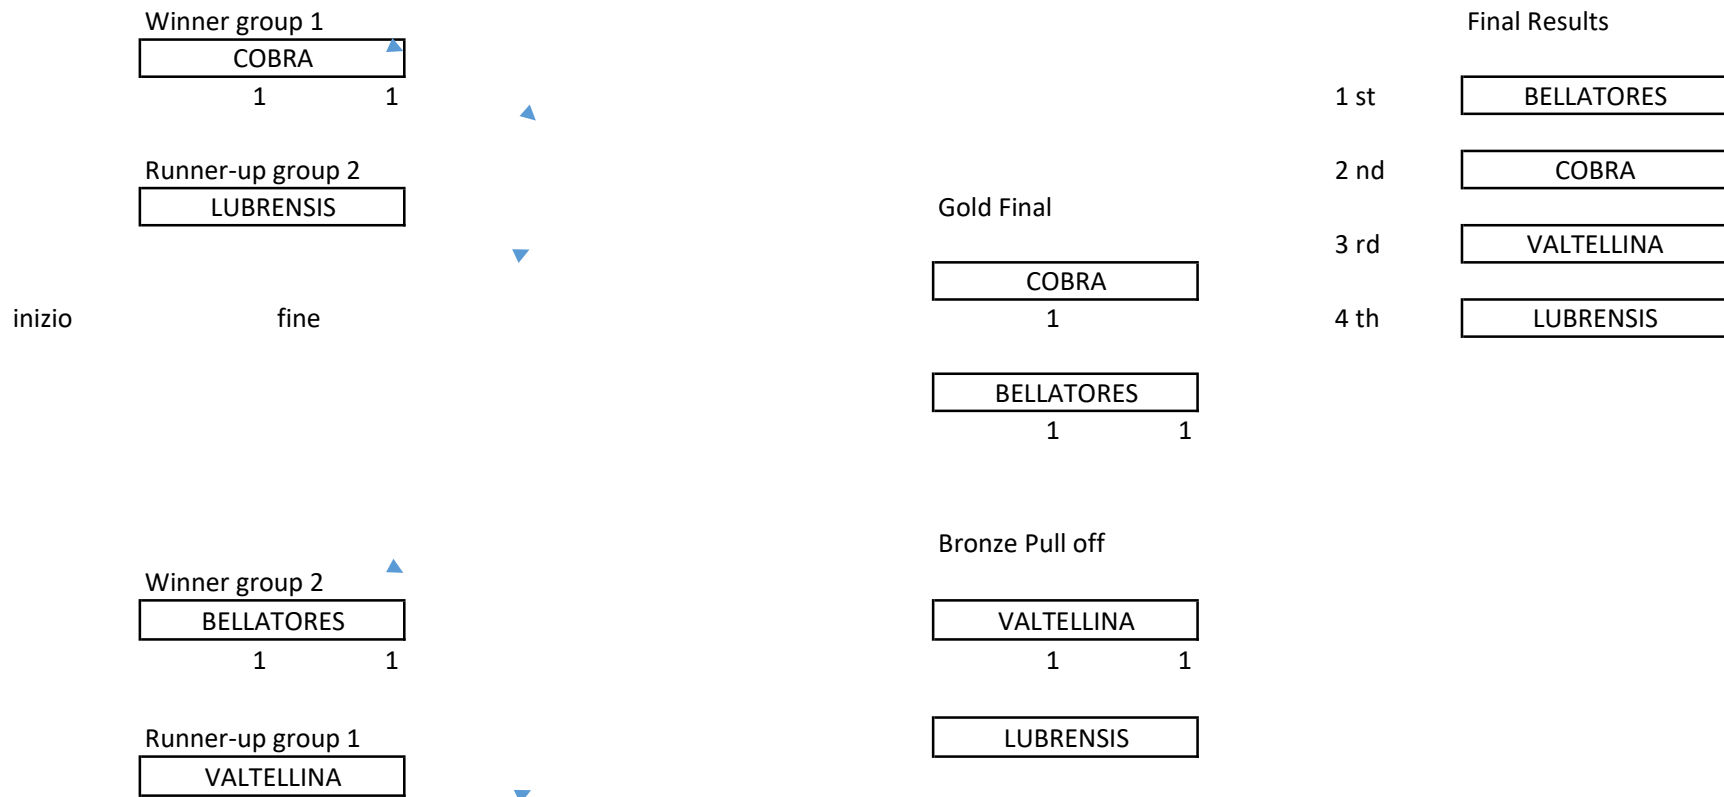 Winner group 1
COBRA
1 1
Runner-up group 2
LUBRENSIS
inizio fine
Winner group 2
BELLATORES
1 1
Runner-up group 1
VALTELLINA
Gold Final
COBRA
1
BELLATORES
1 1
Bronze Pull off
VALTELLINA
1 1
LUBRENSIS
Final Results
1 st BELLATORES
2 nd COBRA
3 rd VALTELLINA
4 th LUBRENSIS